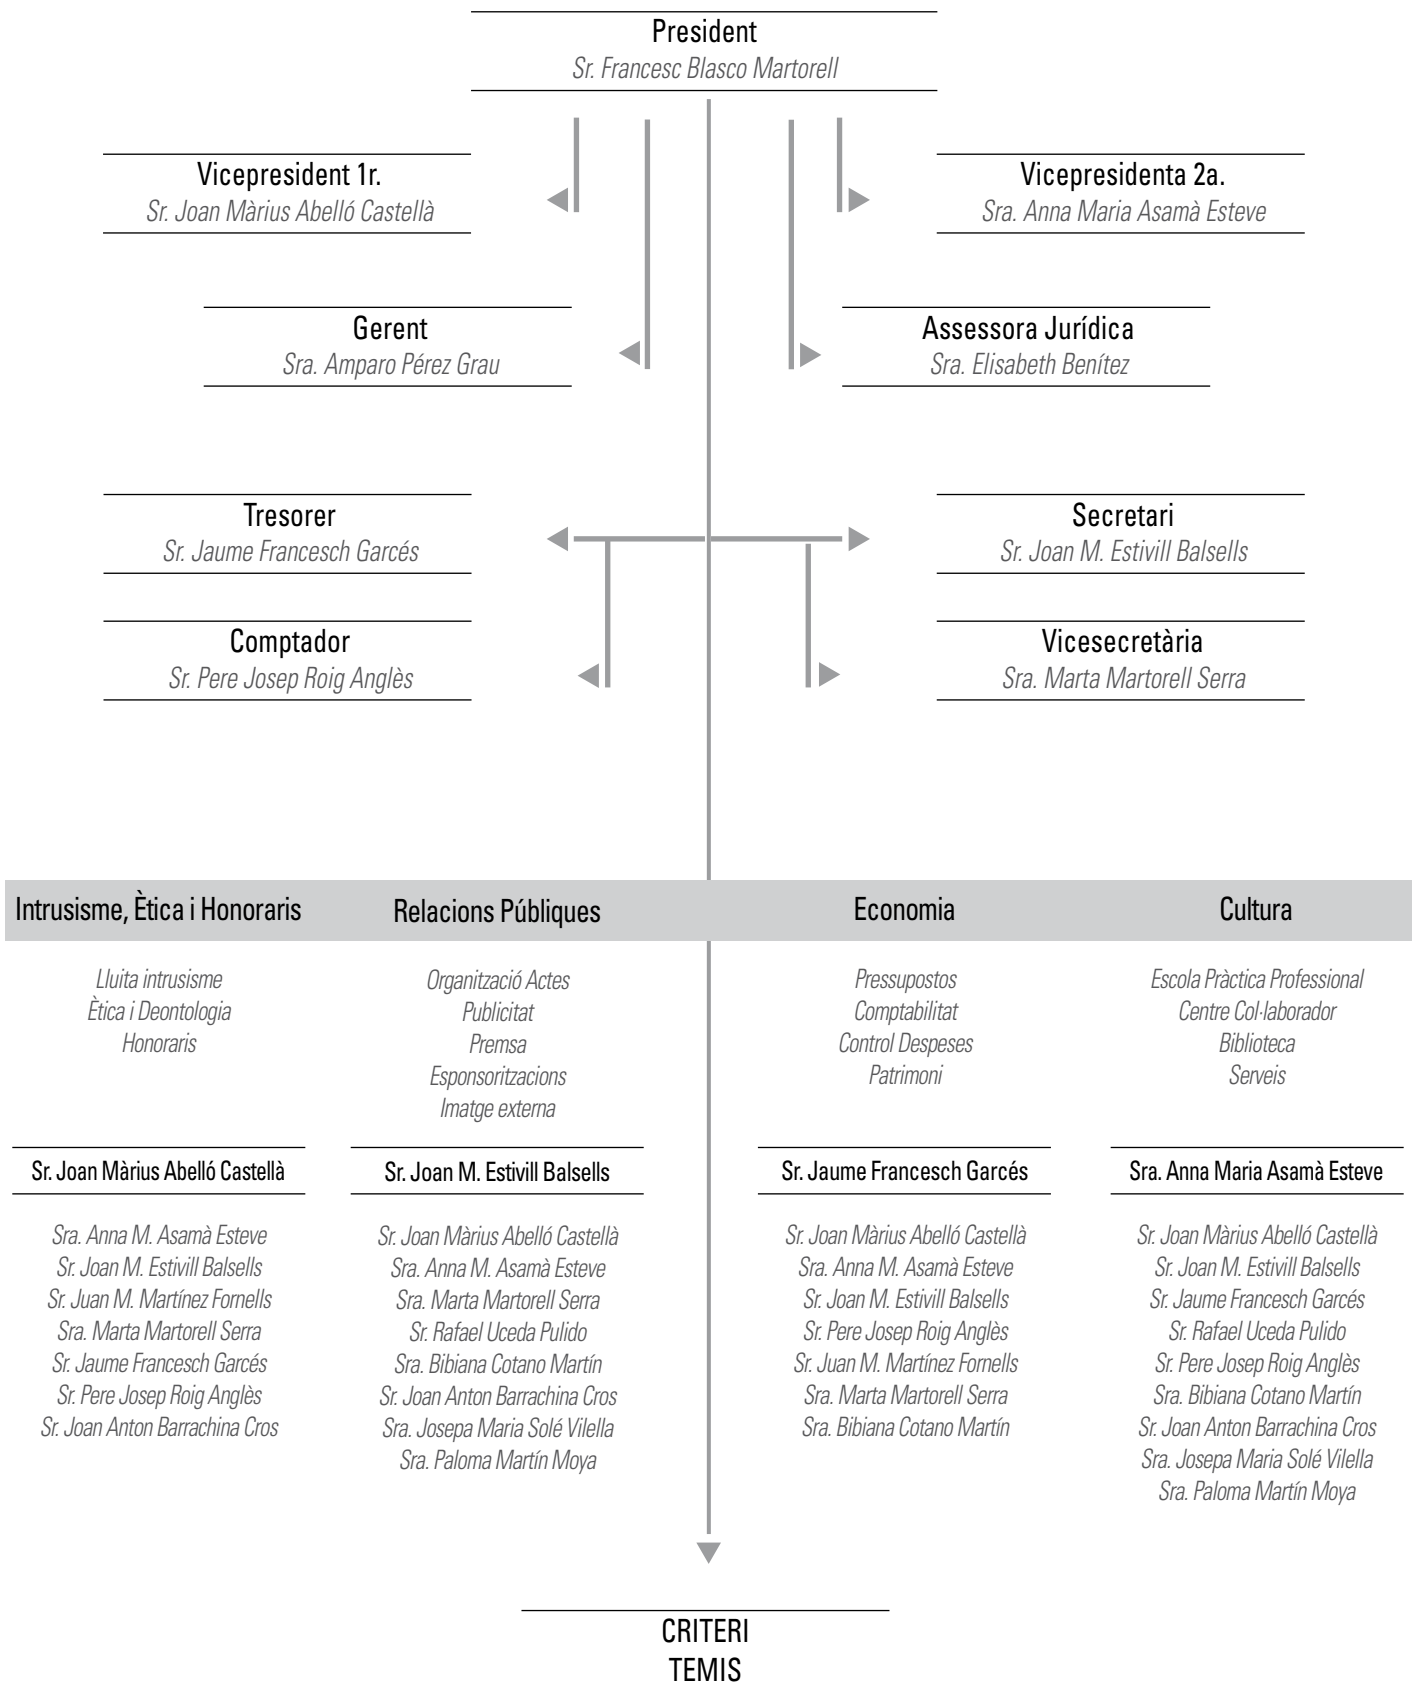 President
Sr. Francesc Blasco Martorell
Vicepresident 1r.
Sr. Joan Màrius Abelló Castellà
Vicepresidenta 2a.
Sra. Anna Maria Asamà Esteve
Gerent
Sra. Amparo Pérez Grau
Assessora Jurídica
Sra. Elisabeth Benítez
Tresorer
Sr. Jaume Francesch Garcés
Secretari
Sr. Joan M. Estivill Balsells
Comptador
Sr. Pere Josep Roig Anglès
Vicesecretària
Sra. Marta Martorell Serra
Intrusisme, Ètica i Honoraris
Lluita intrusisme
Ètica i Deontologia
Honoraris
Sr. Joan Màrius Abelló Castellà
Sra. Anna M. Asamà Esteve
Sr. Joan M. Estivill Balsells
Sr. Juan M. Martínez Fornells
Sra. Marta Martorell Serra
Sr. Jaume Francesch Garcés
Sr. Pere Josep Roig Anglès
Sr. Joan Anton Barrachina Cros
Relacions Públiques
Organització Actes
Publicitat
Premsa
Esponsoritzacions
Imatge externa
Sr. Joan M. Estivill Balsells
Sr. Joan Màrius Abelló Castellà
Sra. Anna M. Asamà Esteve
Sra. Marta Martorell Serra
Sr. Rafael Uceda Pulido
Sra. Bibiana Cotano Martín
Sr. Joan Anton Barrachina Cros
Sra. Josepa Maria Solé Vilella
Sra. Paloma Martín Moya
Economia
Pressupostos
Comptabilitat
Control Despeses
Patrimoni
Sr. Jaume Francesch Garcés
Sr. Joan Màrius Abelló Castellà
Sra. Anna M. Asamà Esteve
Sr. Joan M. Estivill Balsells
Sr. Pere Josep Roig Anglès
Sr. Juan M. Martínez Fornells
Sra. Marta Martorell Serra
Sra. Bibiana Cotano Martín
Cultura
Escola Pràctica Professional
Centre Col·laborador
Biblioteca
Serveis
Sra. Anna Maria Asamà Esteve
Sr. Joan Màrius Abelló Castellà
Sr. Joan M. Estivill Balsells
Sr. Jaume Francesch Garcés
Sr. Rafael Uceda Pulido
Sr. Pere Josep Roig Anglès
Sra. Bibiana Cotano Martín
Sr. Joan Anton Barrachina Cros
Sra. Josepa Maria Solé Vilella
Sra. Paloma Martín Moya
CRITERI
TEMIS